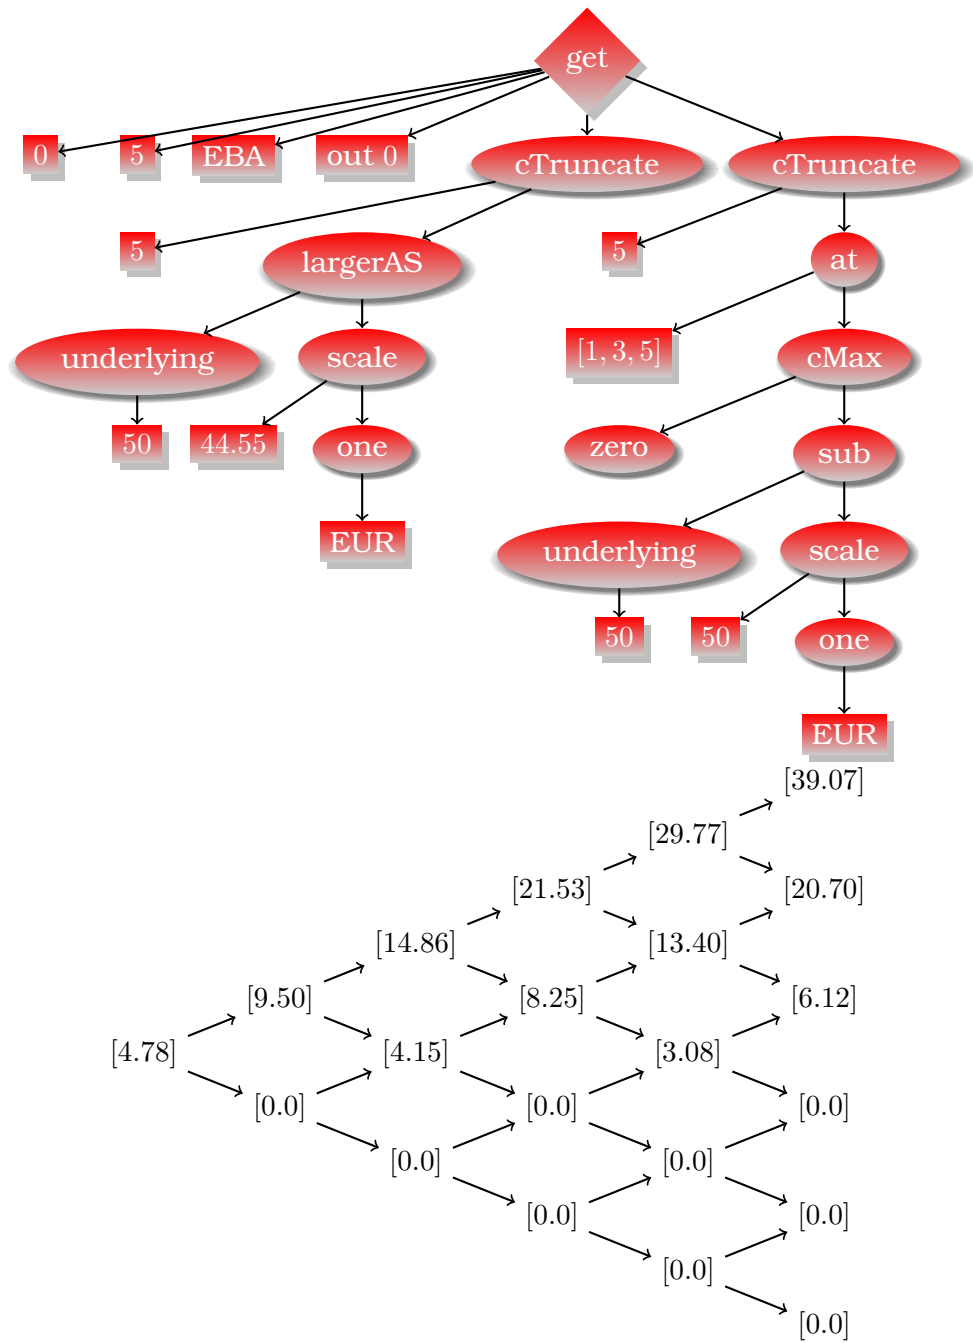 get
0 5 EBA out 0 cTruncate cTruncate
5 largerAS 5 at
underlying scale [1, 3, 5] cMax
50 44.55 one zero sub
EUR underlying scale
50 50 one
EUR
[39.07]
[29.77]
[21.53] [20.70]
[14.86] [13.40]
[9.50] [8.25] [6.12]
[4.78] [4.15] [3.08]
[0.0] [0.0] [0.0]
[0.0] [0.0]
[0.0] [0.0]
[0.0]
[0.0]